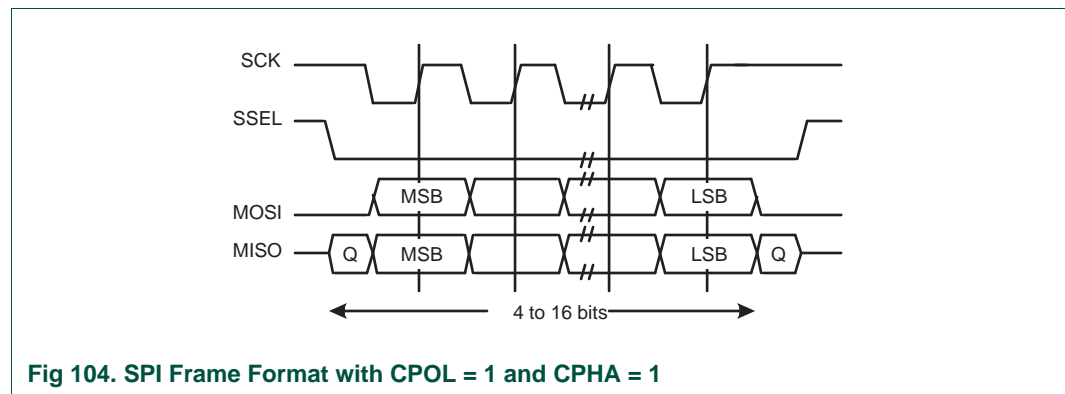 SCK
SSEL
MOSI MSB LSB
MISO Q MSB LSB Q
4 to 16 bits
Fig 104. SPI Frame Format with CPOL = 1 and CPHA = 1